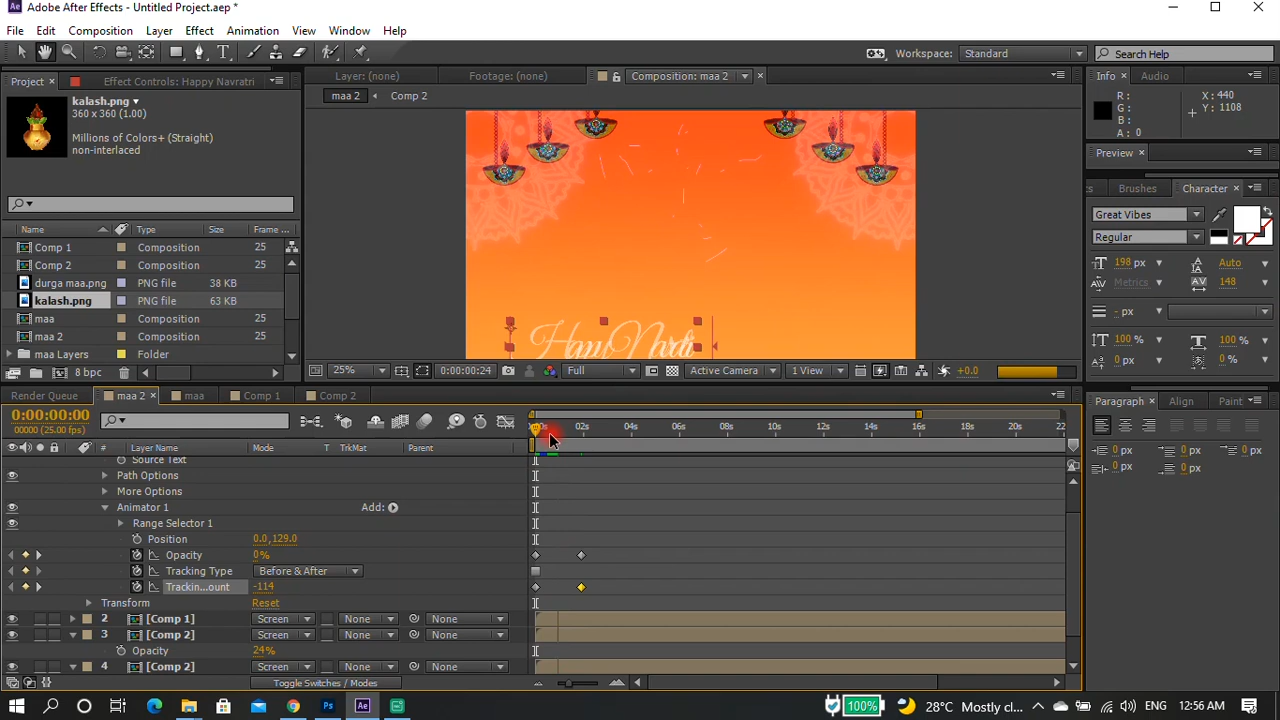 Adobe After Effects - Untitled Project.aep *
File Edit Composition Layer Effect Animation View Window Help
Workspace: Standard Search Help
Project Effect Controls: Happy Navratri
Layer: (none) Footage: (none) Composition: maa 2
Info Audio
kalash.png
360 x 360 (1.00)
Millions of Colors+ (Straight)
non-interlaced
maa 2 Comp 2
R:
G:
B:
A: 0
X: 440
Y: 1108
Preview
Brushes Character
Great Vibes
Regular
198 px Auto
Metrics 148
- px
100 % 100 %
0 px 0 %
Name Type Size Frame ...
Comp 1 Composition 25
Comp 2 Composition 25
durga maa.png PNG file 38 KB
kalash.png PNG file 63 KB
maa Composition 25
maa 2 Composition 25
maa Layers Folder
8 bpc
25% 0:00:00:24 Full Active Camera 1 View +0.0
Render Queue maa 2 maa Comp 1 Comp 2
Paragraph Align Paint
0:00:00:00
00000 (25.00 fps)
02s 04s 06s 08s 10s 12s 14s 16s 18s 20s 22
# Layer Name Mode T TrkMat Parent
0 px 0 px 0 px
0 px 0 px
Source Text
Path Options
More Options
Animator 1 Add:
Range Selector 1
Position 0.0,129.0
Opacity 0%
Tracking Type Before & After
Trackin...ount -114
Transform Reset
2 [Comp 1] Screen None None
3 [Comp 2] Screen None None
Opacity 24%
4 [Comp 2] Screen None None
Toggle Switches / Modes
100% 28°C Mostly cl... ENG 12:56 AM